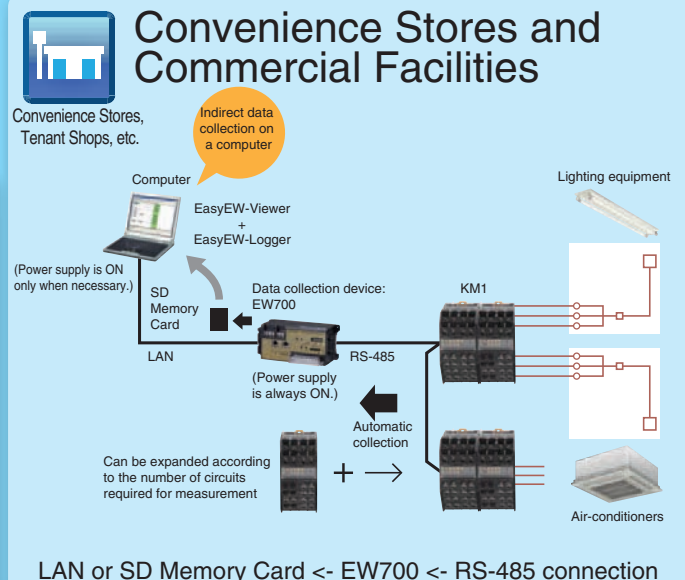 Convenience Stores and
Commercial Facilities
Convenience Stores,
Tenant Shops, etc.
Indirect data
collection on
a computer
Computer
Lighting equipment
EasyEW-Viewer
+
EasyEW-Logger
(Power supply is ON
only when necessary.)
SD
Memory
Card
Data collection device:
EW700
KM1
LAN
RS-485
(Power supply
is always ON.)
Automatic
collection
Can be expanded according
to the number of circuits
required for measurement
+
Air-conditioners
LAN or SD Memory Card <- EW700 <- RS-485 connection